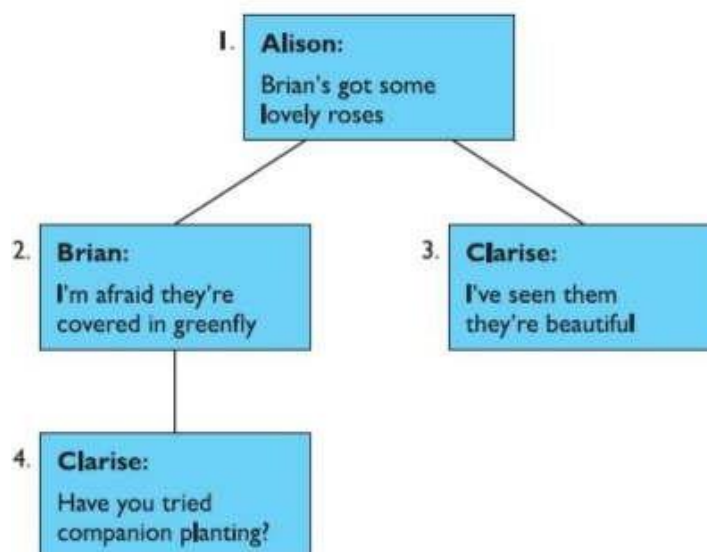 1. Alison:
Brian's got some
lovely roses
2. Brian:
I'm afraid they're
covered in greenfly
3. Clarise:
I've seen them
they're beautiful
4. Clarise:
Have you tried
companion planting?